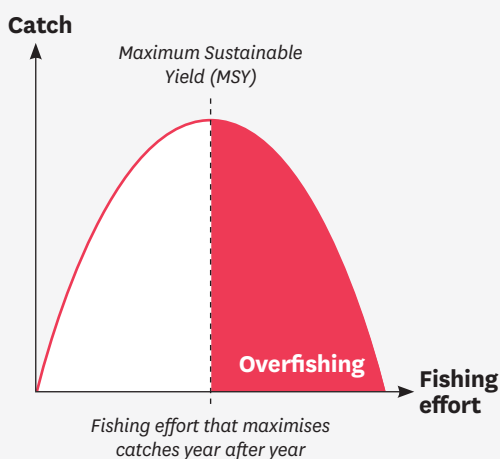 Catch
Maximum Sustainable
Yield (MSY)
Overfishing
Fishing
effort
Fishing effort that maximises
catches year after year